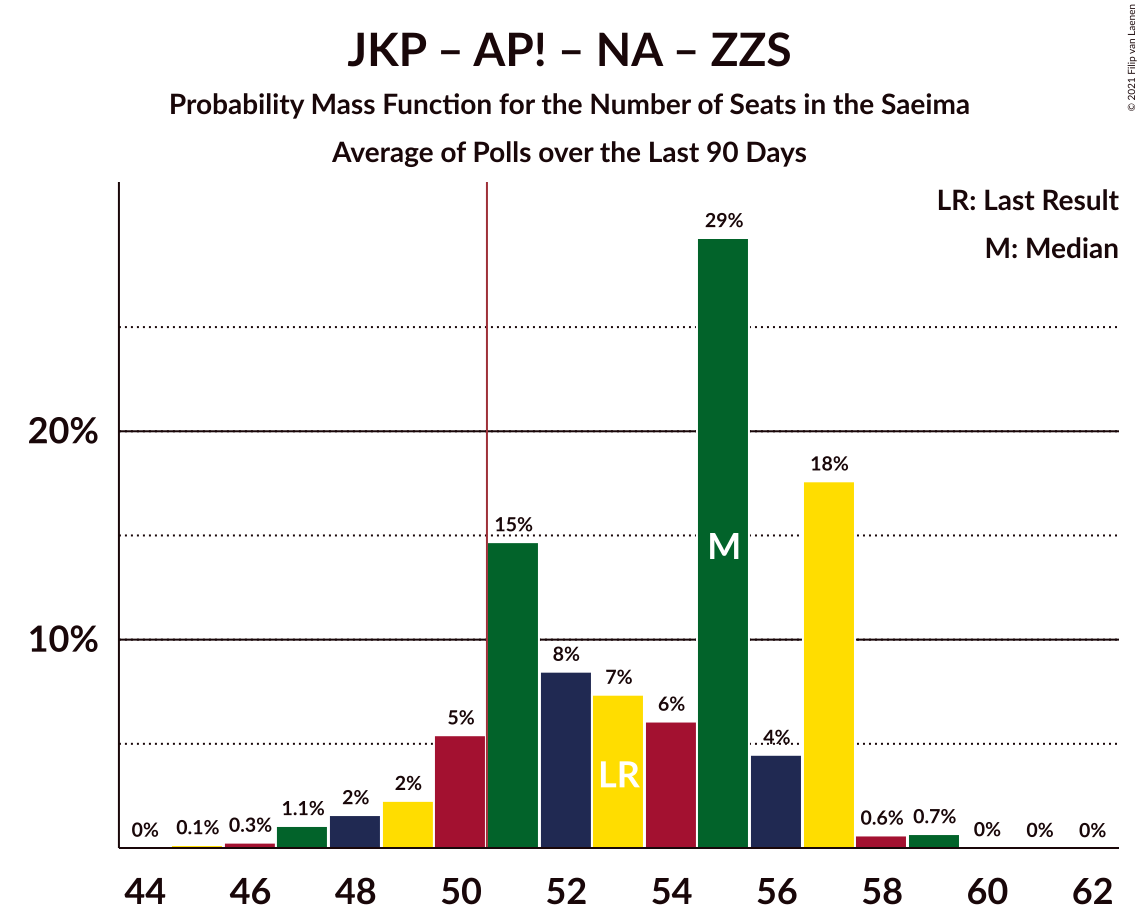 JKP – AP! – NA – ZZS
Probability Mass Function for the Number of Seats in the Saeima
Average of Polls over the Last 90 Days
© 2021 Filip van Laenen
LR: Last Result
M: Median
20%
10%
0%
0.1%
0.3%
1.1%
2%
2%
5%
15%
8%
7%
6%
29%
4%
18%
0.6%
0.7%
0%
0%
0%
LR
M
44 46 48 50 52 54 56 58 60 62